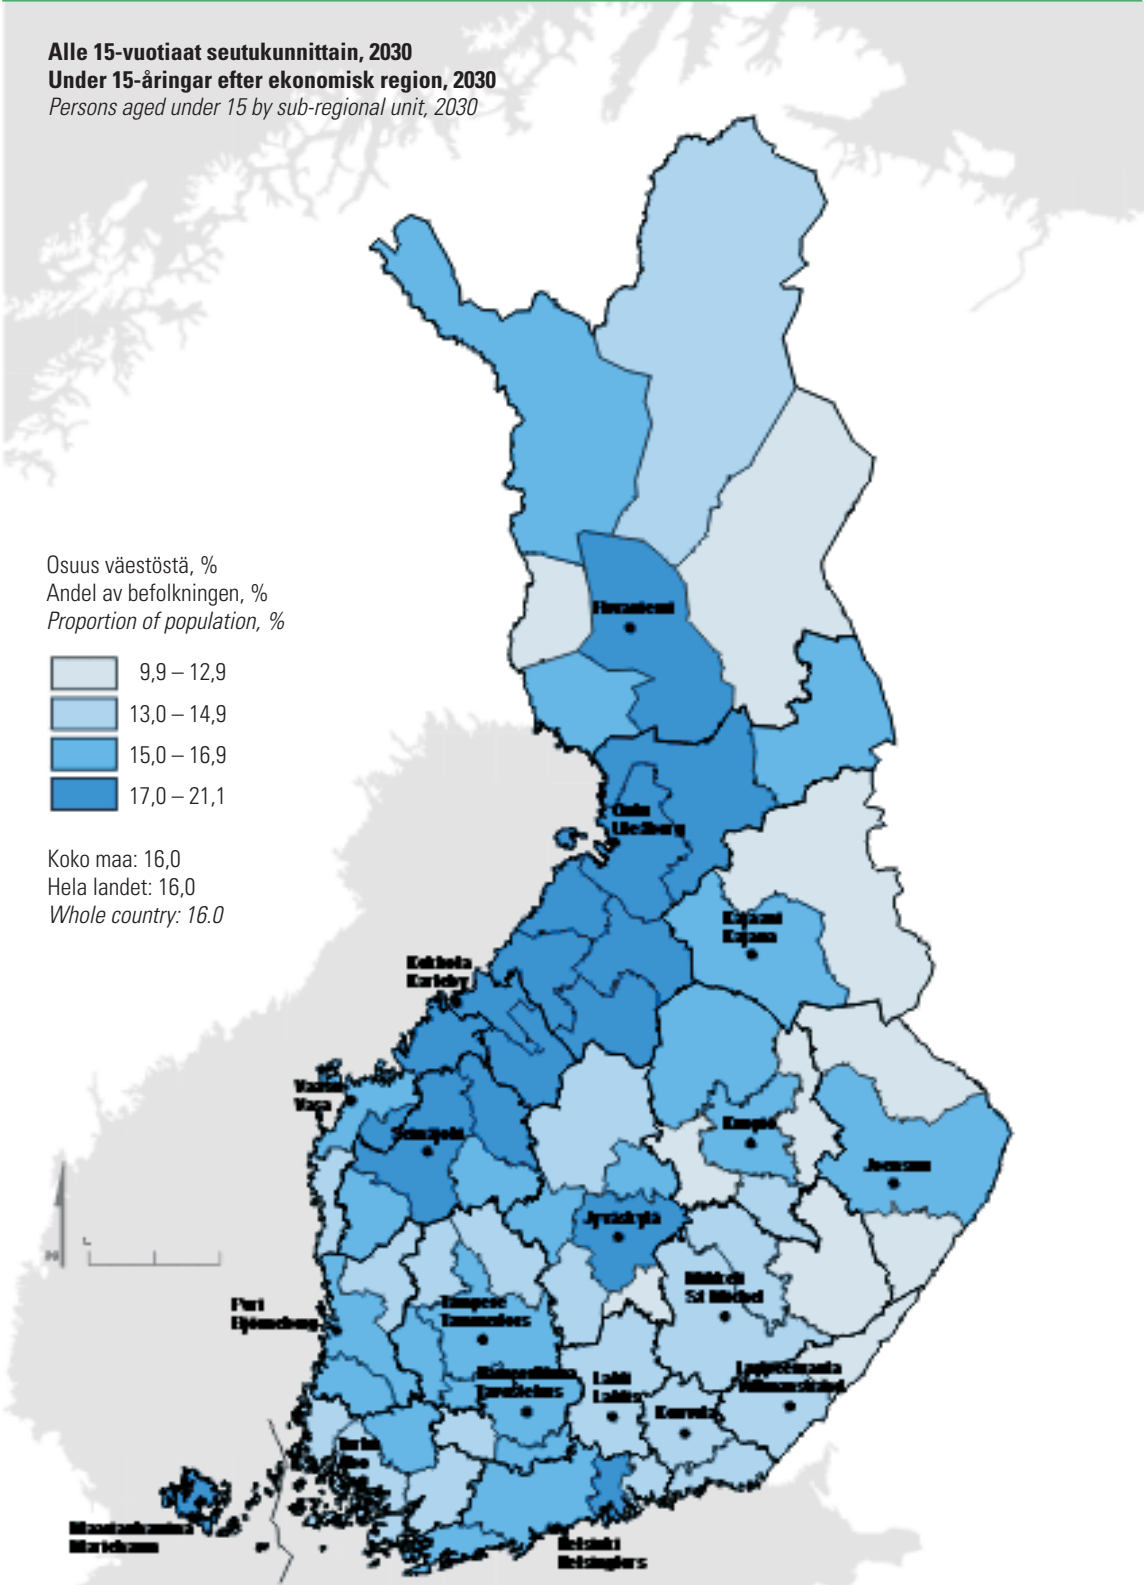 Alle 15-vuotiaat seutukunnittain, 2030
Under 15-åringar efter ekonomisk region, 2030
Persons aged under 15 by sub-regional unit, 2030
Osuus väestöstä, %
Andel av befolkningen, %
Proportion of population, %
9,9 – 12,9
13,0 – 14,9
15,0 – 16,9
17,0 – 21,1
Koko maa: 16,0
Hela landet: 16,0
Whole country: 16.0
Rovaniemi
Oulu
Uleåborg
Kajaani
Kajana
Kokkola
Karleby
Vaasa
Vasa
Seinäjoki
Kuopio
Joensuu
Jyväskylä
Mikkeli
S:t Michel
Pori
Björneborg
Tampere
Tammerfors
Hämeenlinna
Tavastehus
Lahti
Lahtis
Lappeenranta
Villmanstrand
Kouvola
Turku
Åbo
Maarianhamina
Mariehamn
Helsinki
Helsingfors